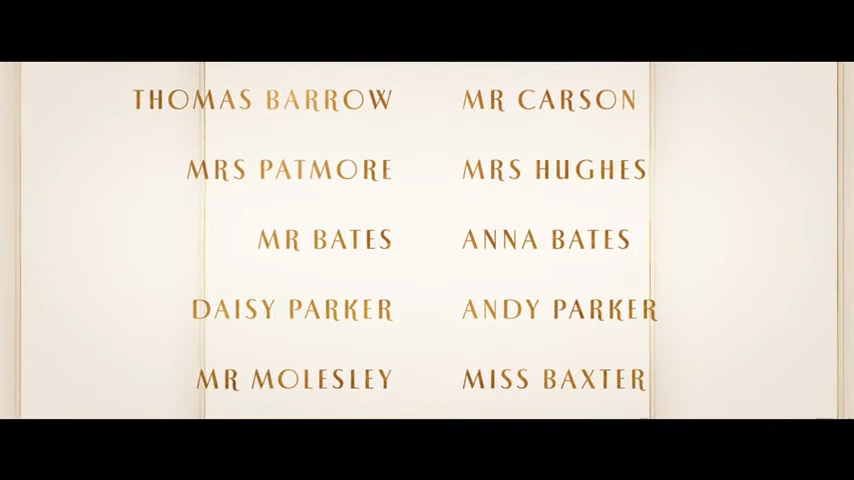 THOMAS BARROW MR CARSON
MRS PATMORE MRS HUGHES
MR BATES ANNA BATES
DAISY PARKER ANDY PARKER
MR MOLESLEY MISS BAXTER